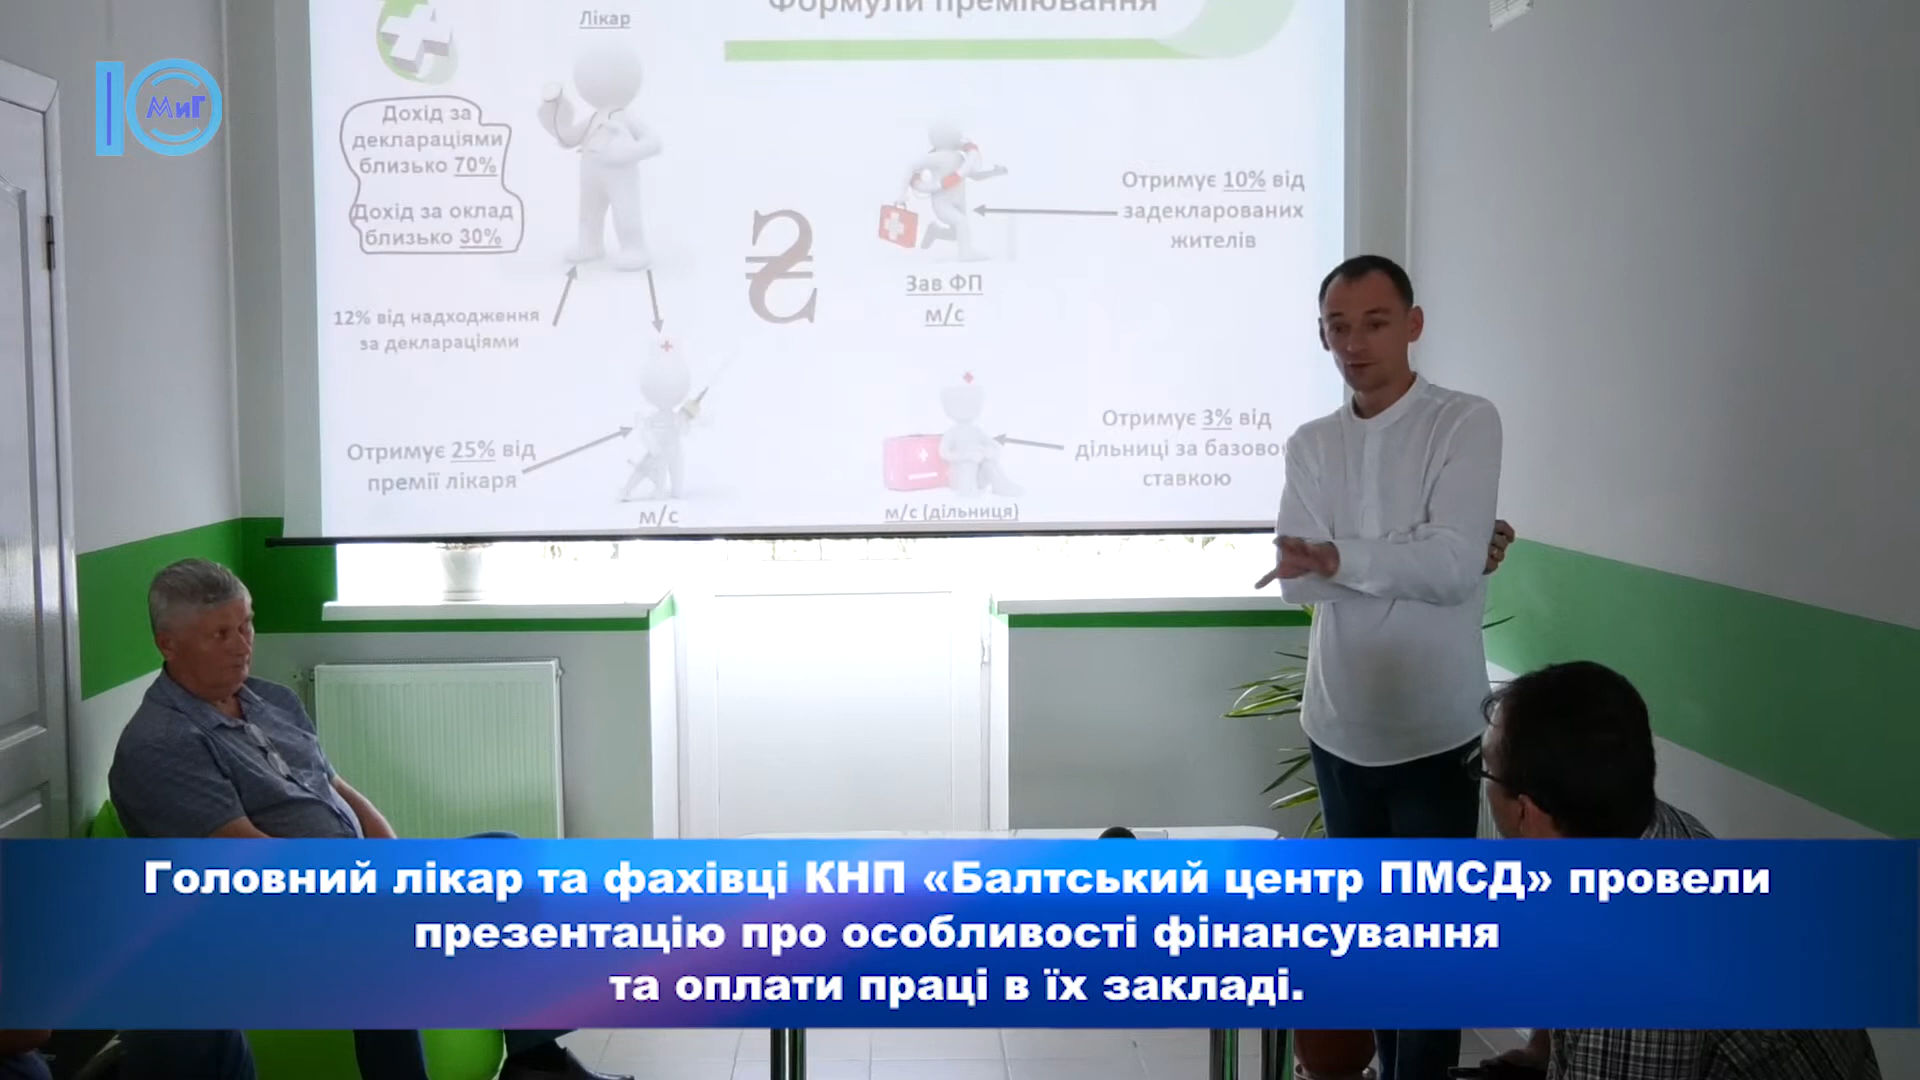 Ю
МиГ
Формули преміювання
Лікар
Дохід за
деклараціями
близько 70%
Дохід за оклад
близько 30%
12% від надходження
за деклараціями
Отримує 25% від
премії лікаря
м/с
₴
Отримує 10% від
задекларованих
жителів
Зав ФП
м/с
Отримує 3% від
дільниці за
ставкою
м/с (дільниця)
Головний лікар та фахівці КНП «Балтський центр ПМСД» провели
презентацію про особливості фінансування
та оплати праці в їх закладі.